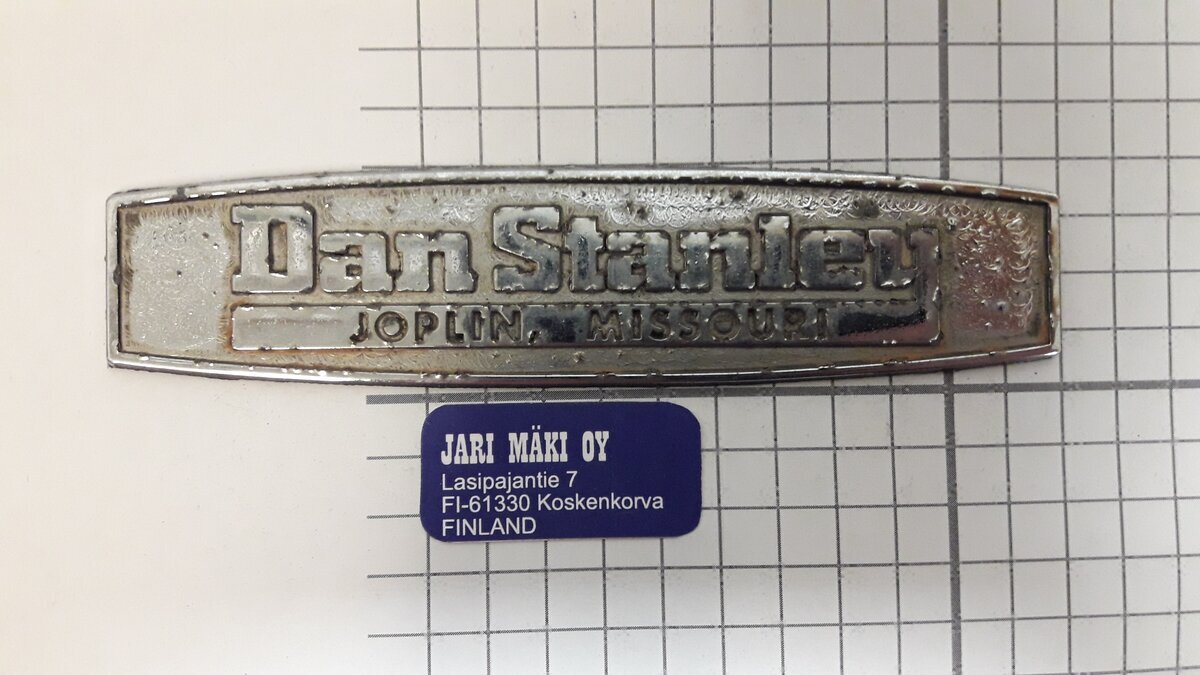 Dan Stanley
JOPLIN, MISSOURI
JARI MÄKI OY
Lasipajantie 7
FI-61330 Koskenkorva
FINLAND